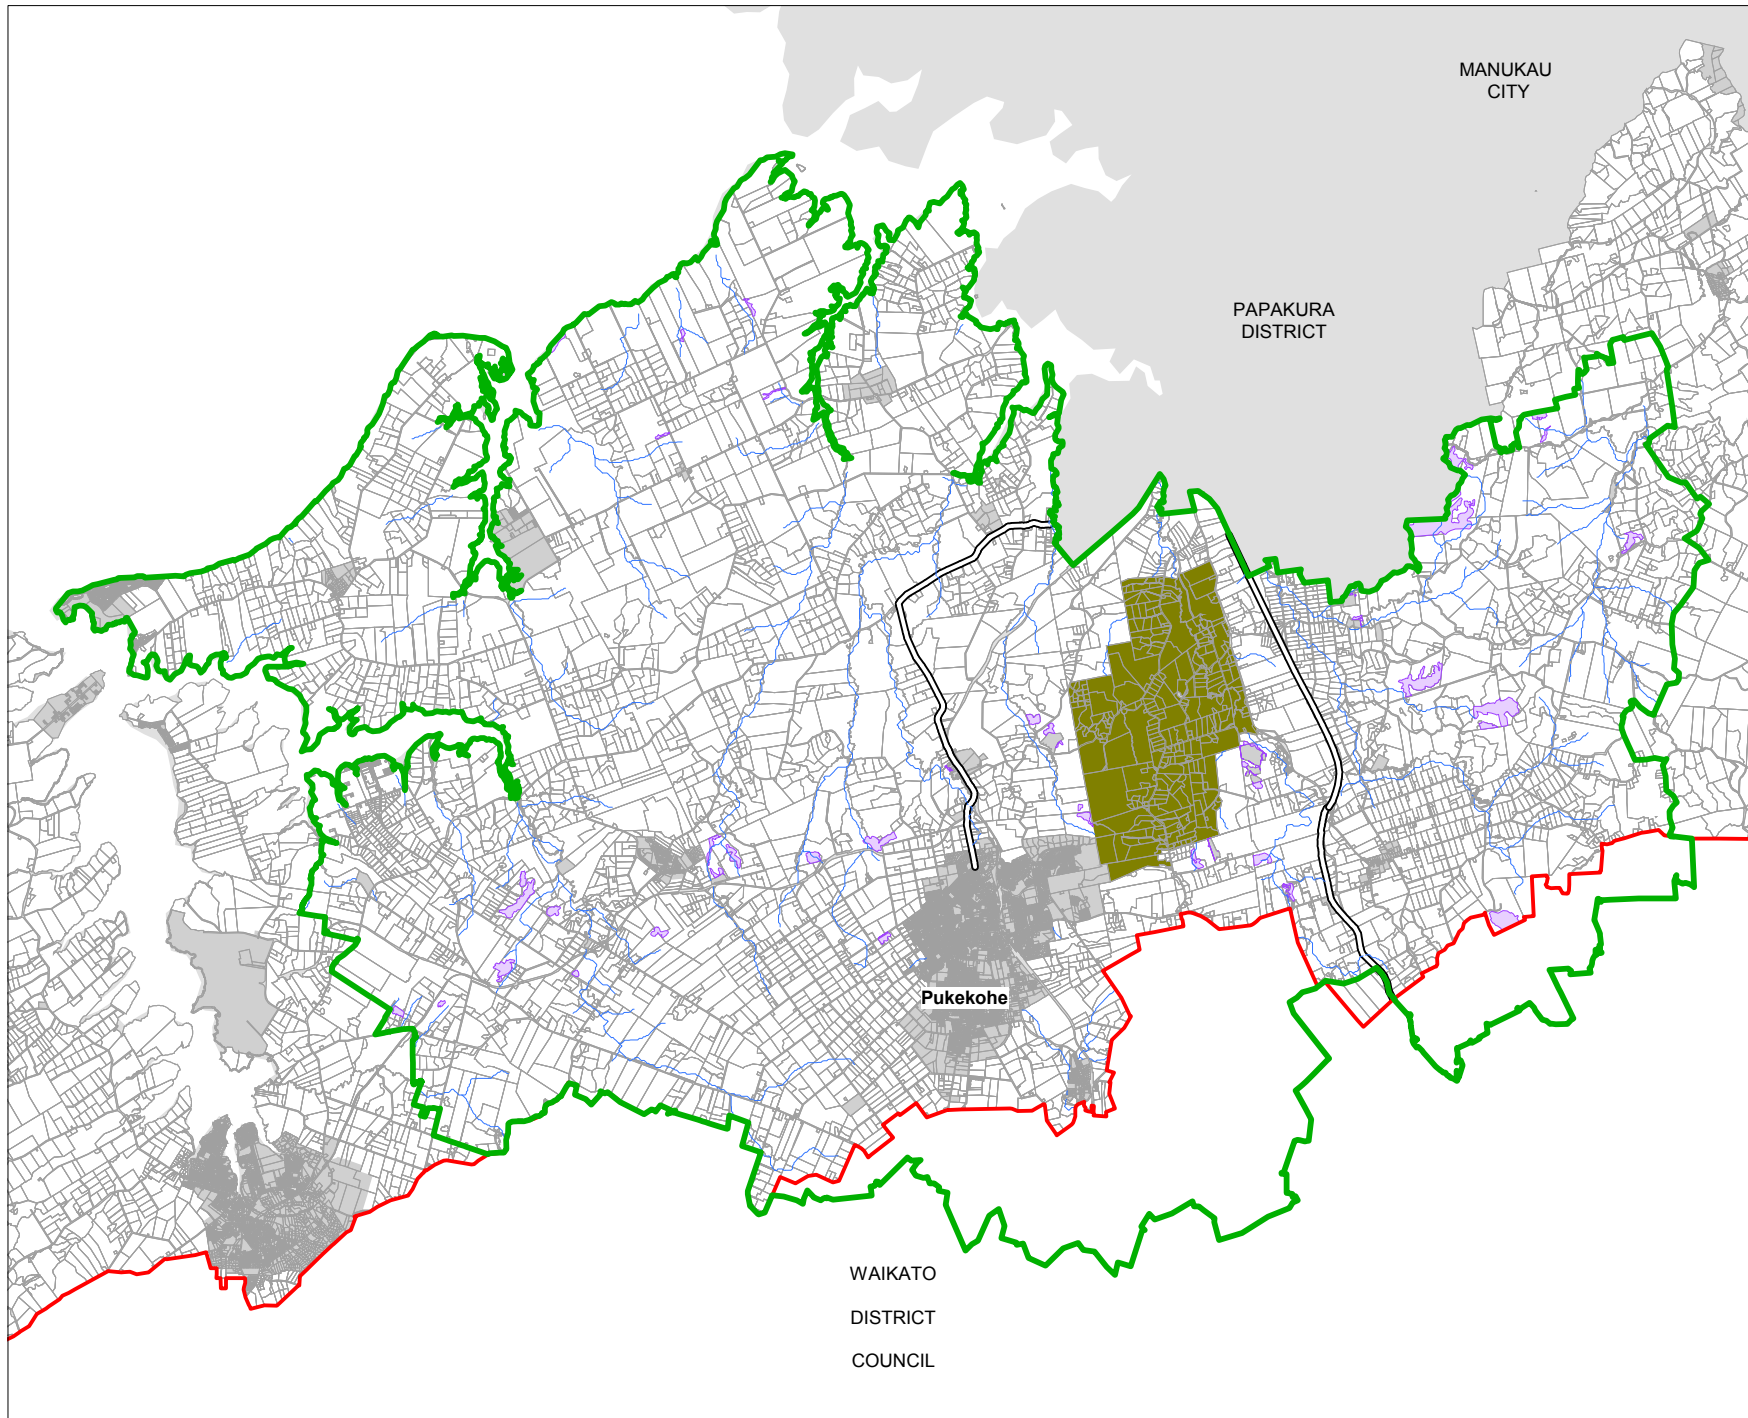 MANUKAU
CITY
PAPAKURA
DISTRICT
Pukekohe
WAIKATO
DISTRICT
COUNCIL